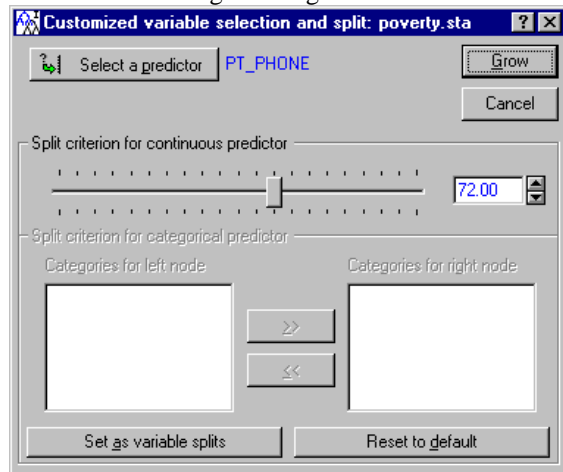 Customized variable selection and split: poverty.sta
Select a predictor PT_PHONE
Grow
Cancel
Split criterion for continuous predictor
72.00
Split criterion for categorical predictor
Categories for left node Categories for right node
>>
<<
Set as variable splits Reset to default